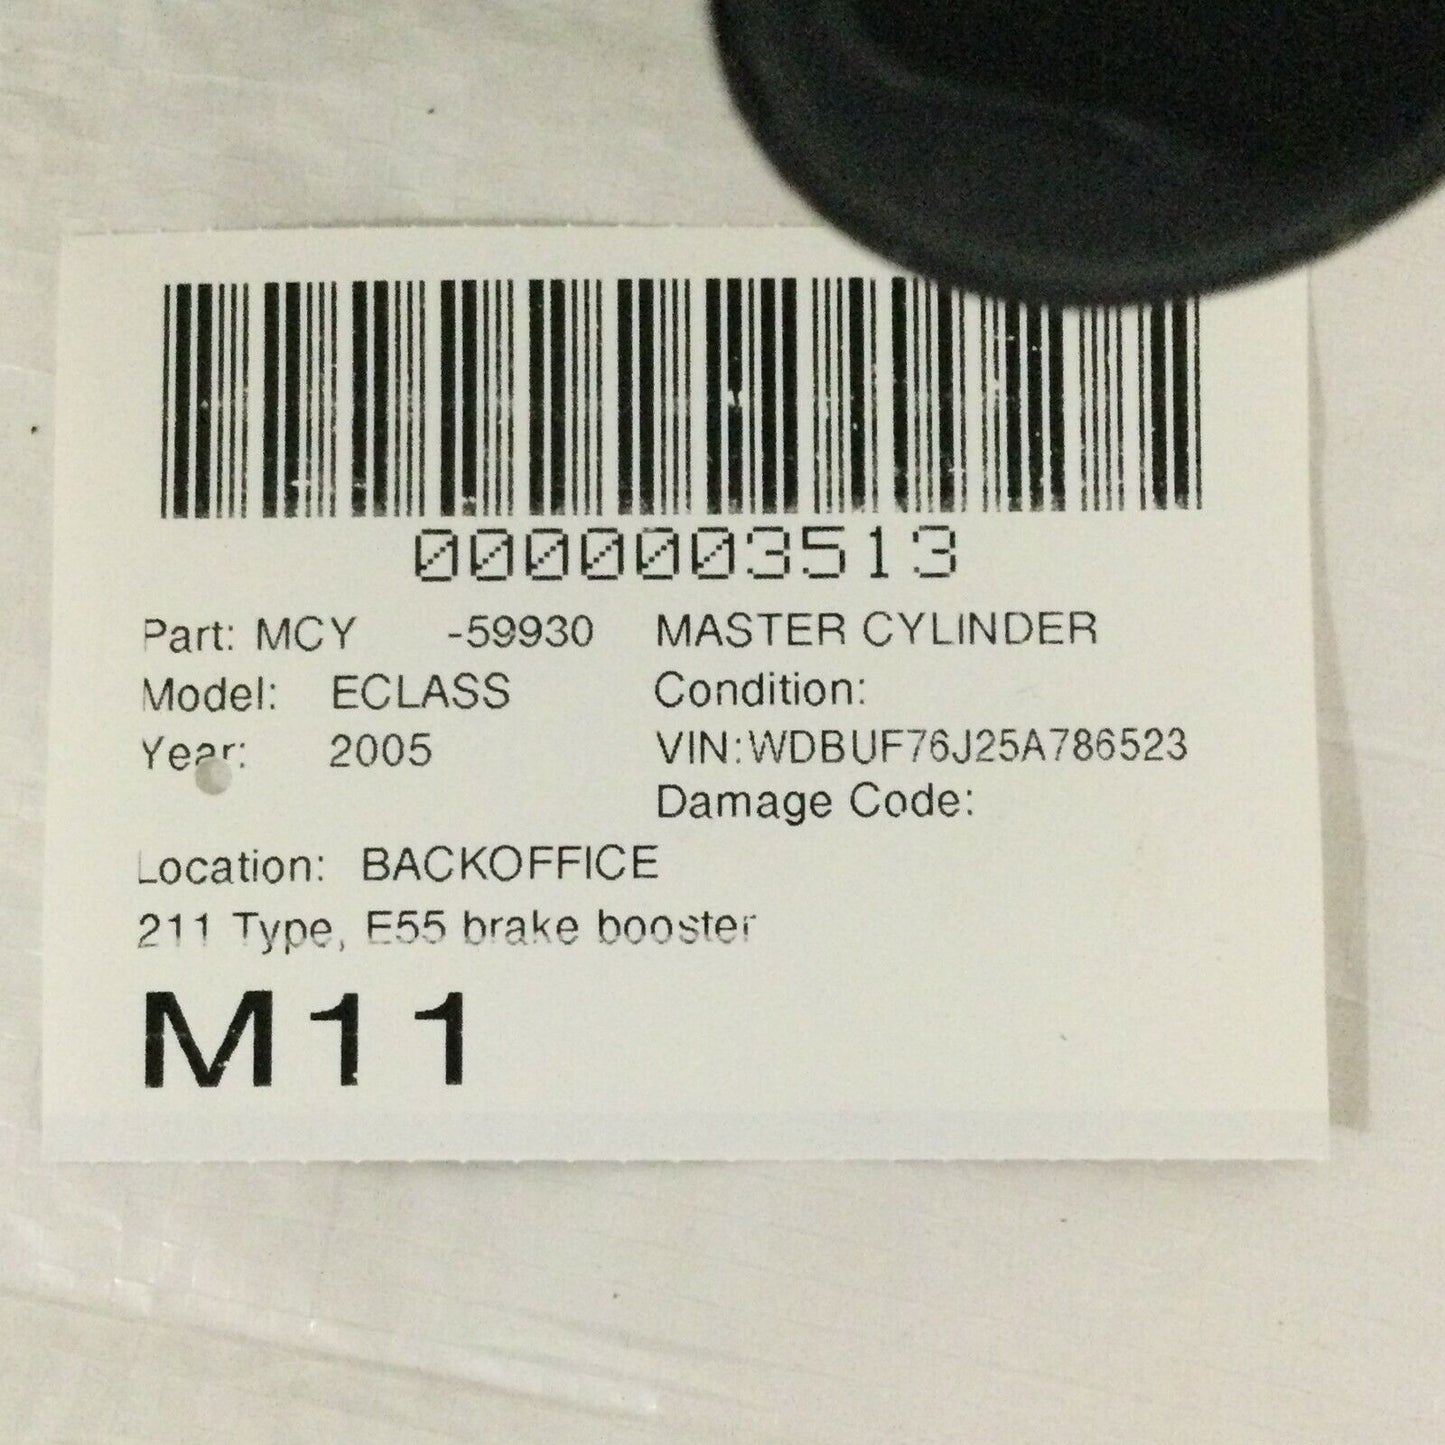 0000003513
Part: MCY -59930 MASTER CYLINDER
Model: ECLASS Condition:
Year: 2005 VIN:WDBUF76J25A786523
Damage Code:
Location: BACKOFFICE
211 Type, E55 brake booster
M11